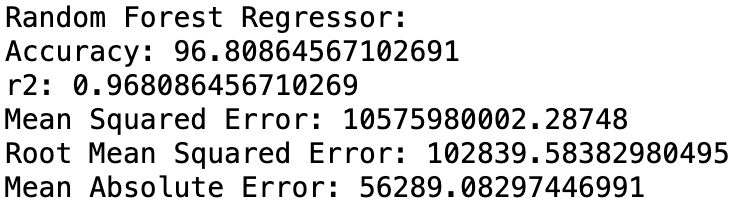 Random Forest Regressor:
Accuracy: 96.80864567102691
r2: 0.968086456710269
Mean Squared Error: 10575980002.28748
Root Mean Squared Error: 102839.58382980495
Mean Absolute Error: 56289.08297446991